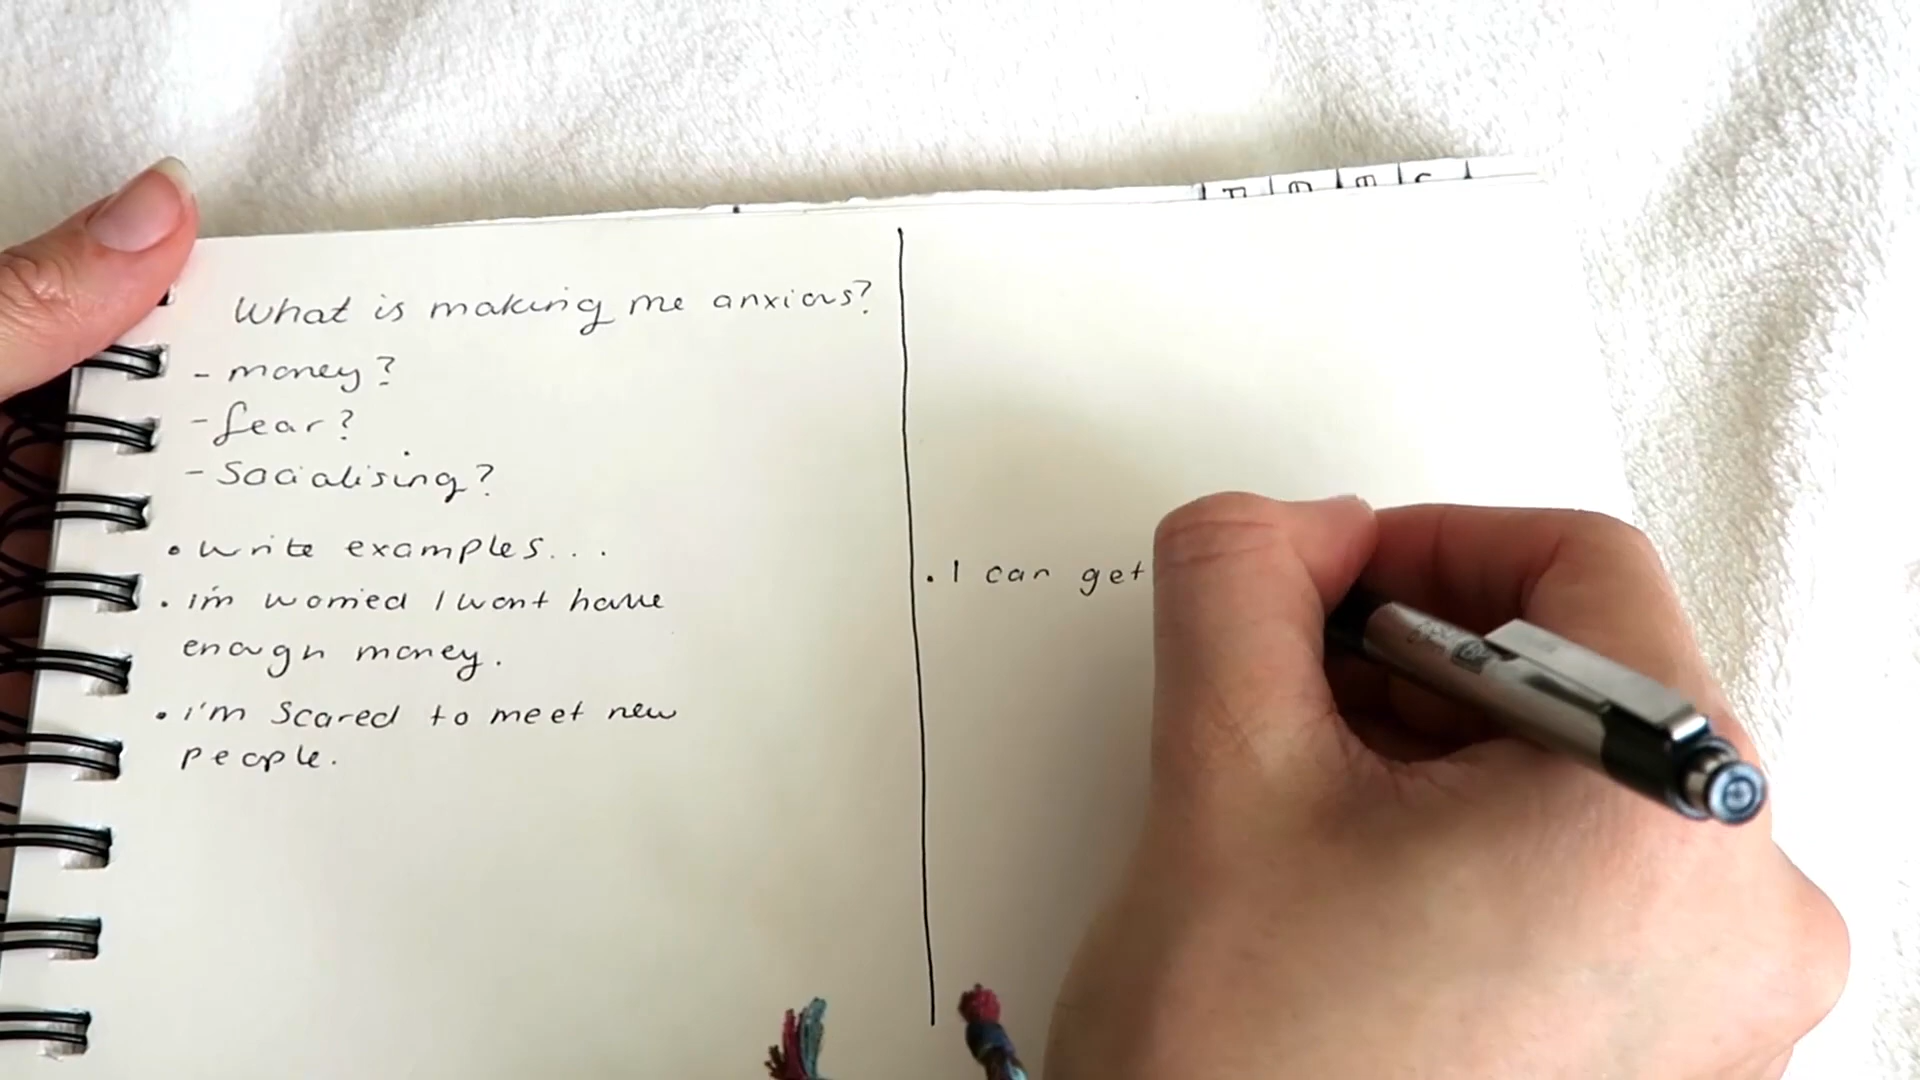 What is making me anxious?
- money?
- fear?
- Socialising?
• write examples...
• i'm worried I wont have
enough money.
• i'm scared to meet new
people.
• I can get